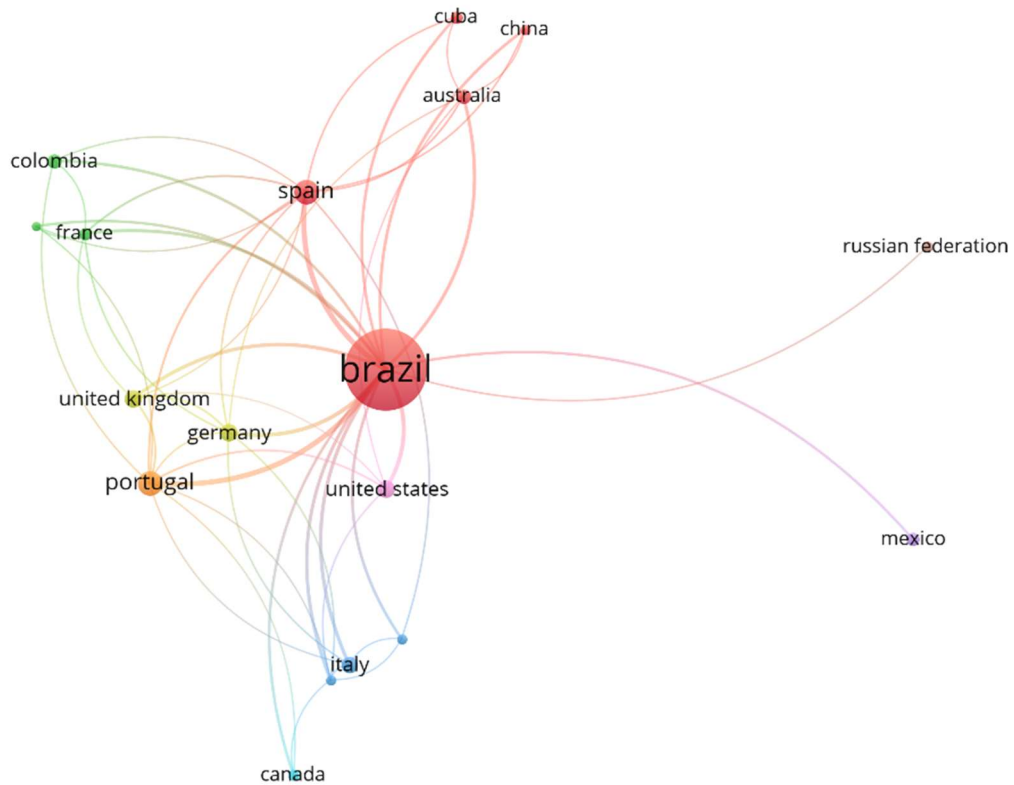 cuba
china
australia
colombia
spain
france
russian federation
brazil
united kingdom
germany
portugal
united states
mexico
italy
canada